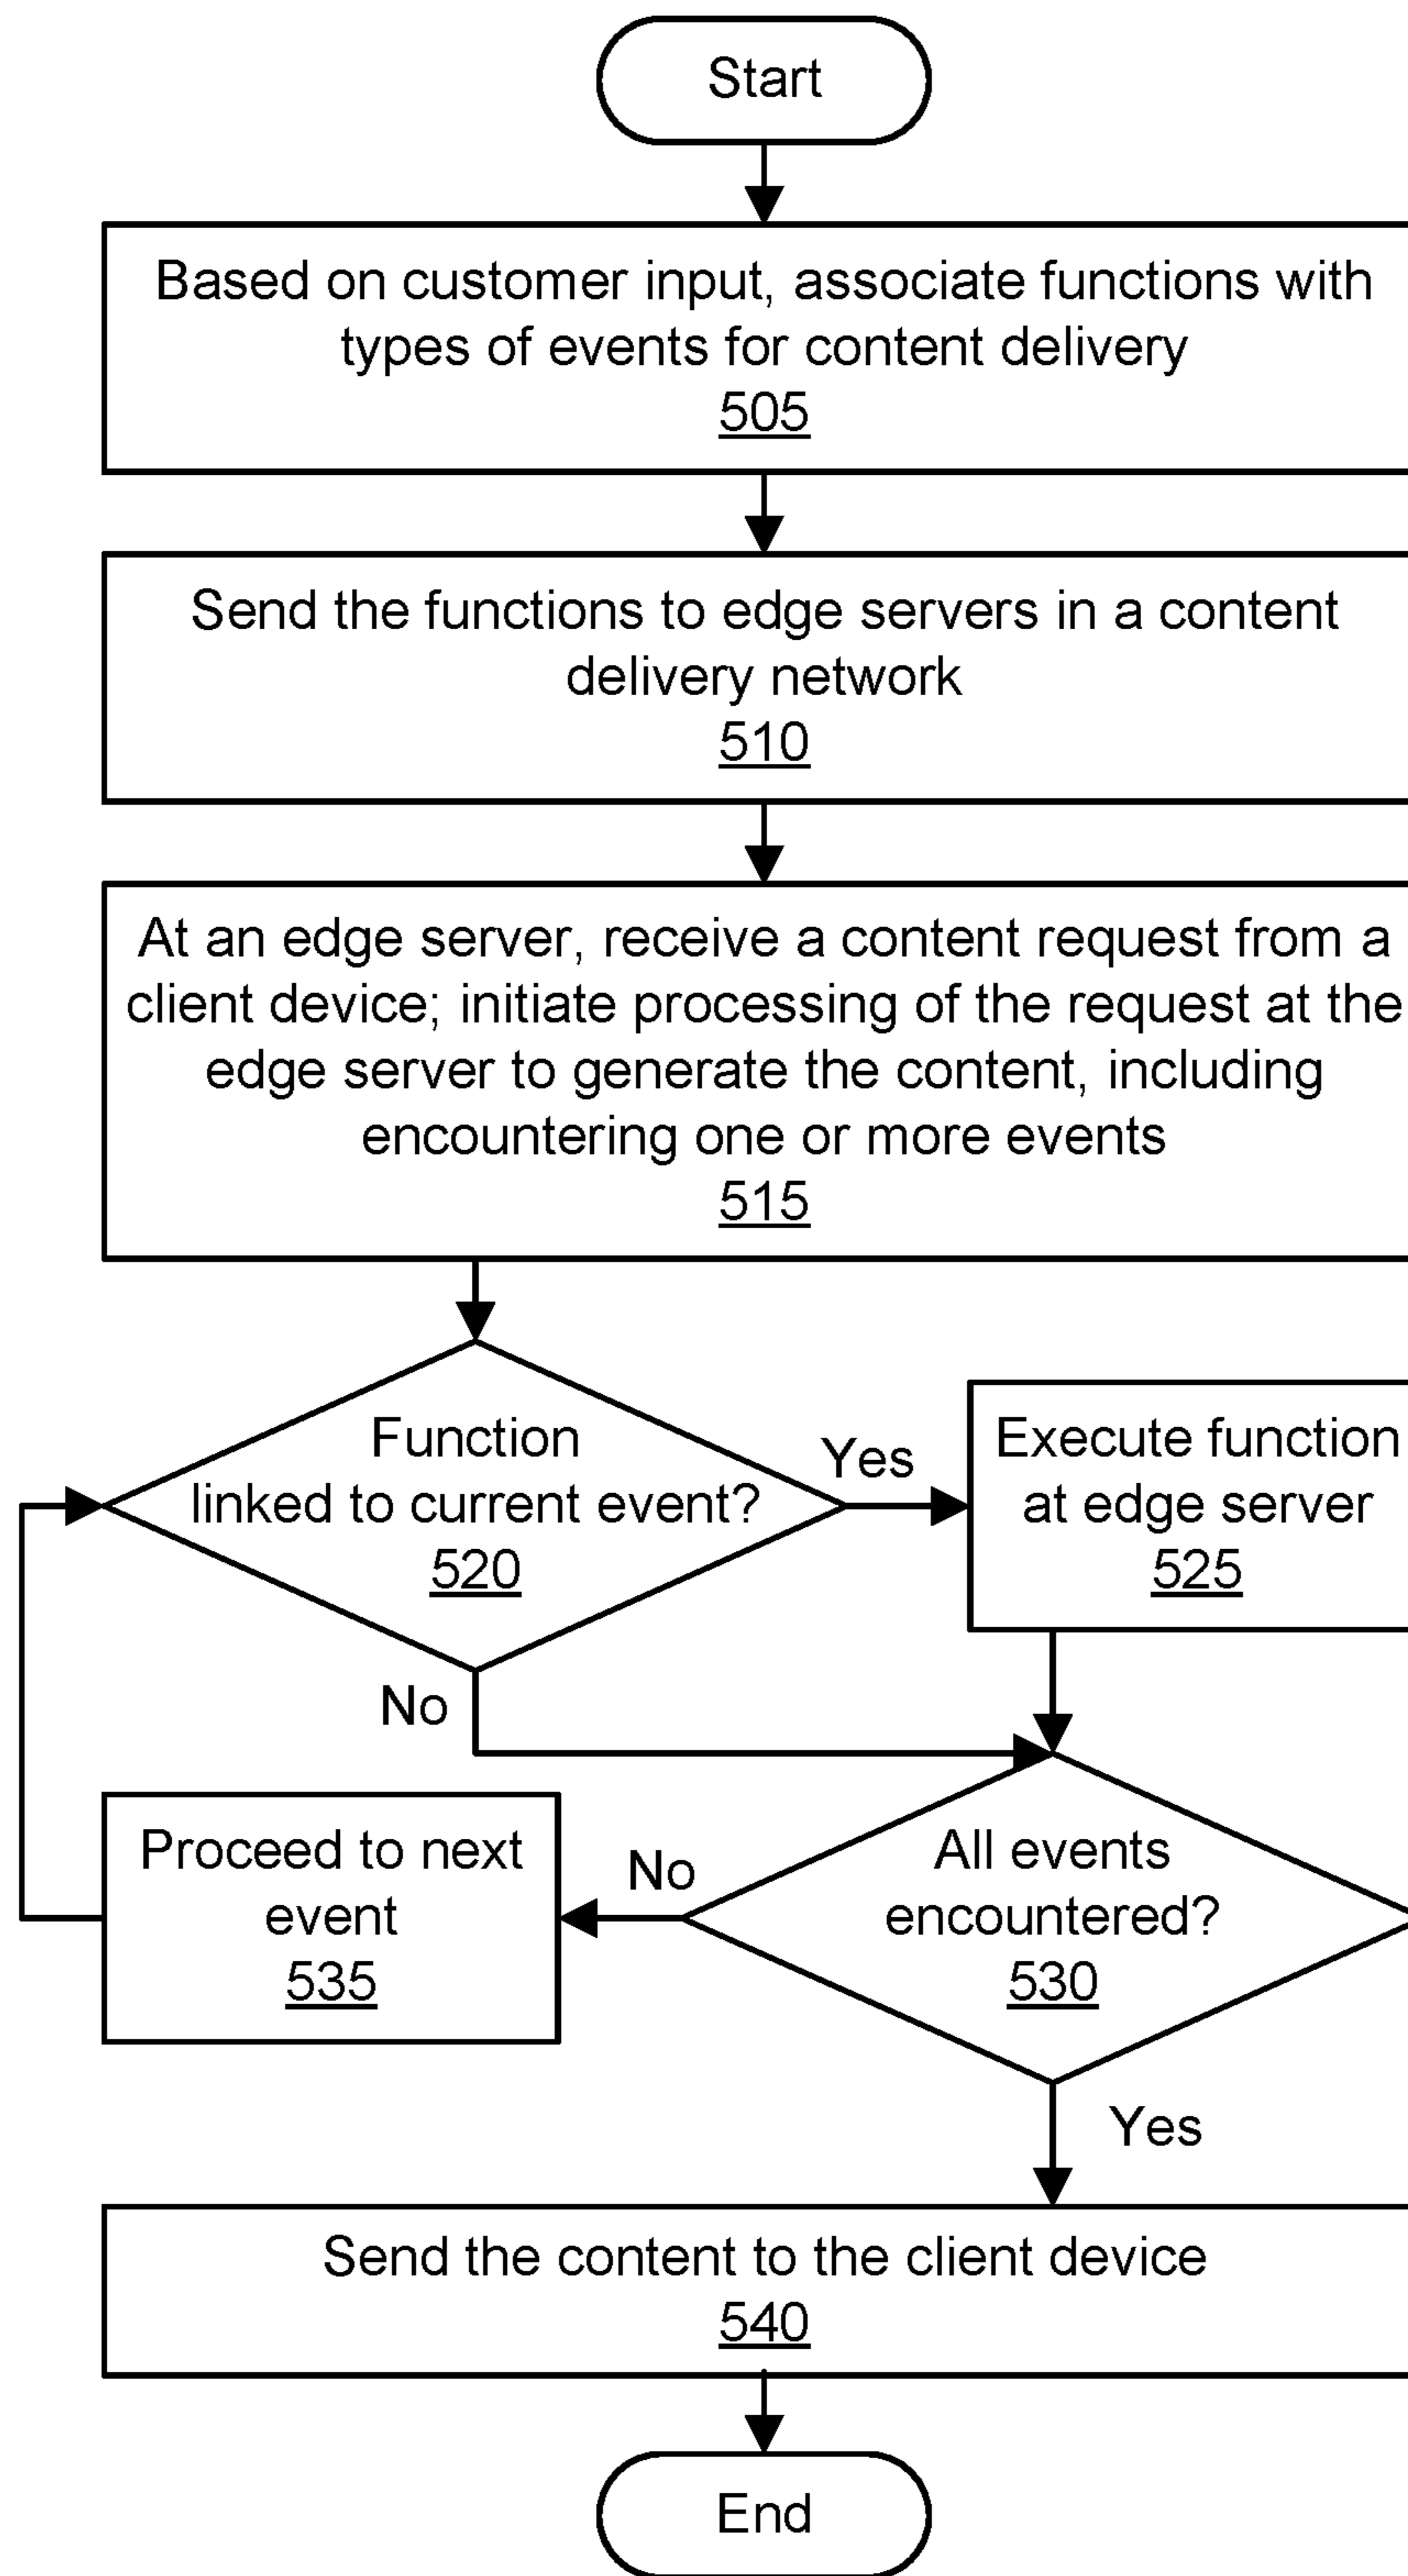 Start
Based on customer input, associate functions with
types of events for content delivery
505
Send the functions to edge servers in a content
delivery network
510
At an edge server, receive a content request from a
client device; initiate processing of the request at the
edge server to generate the content, including
encountering one or more events
515
Function
linked to current event?
520
Yes
Execute function
at edge server
525
No
All events
encountered?
530
No
Proceed to next
event
535
Yes
Send the content to the client device
540
End